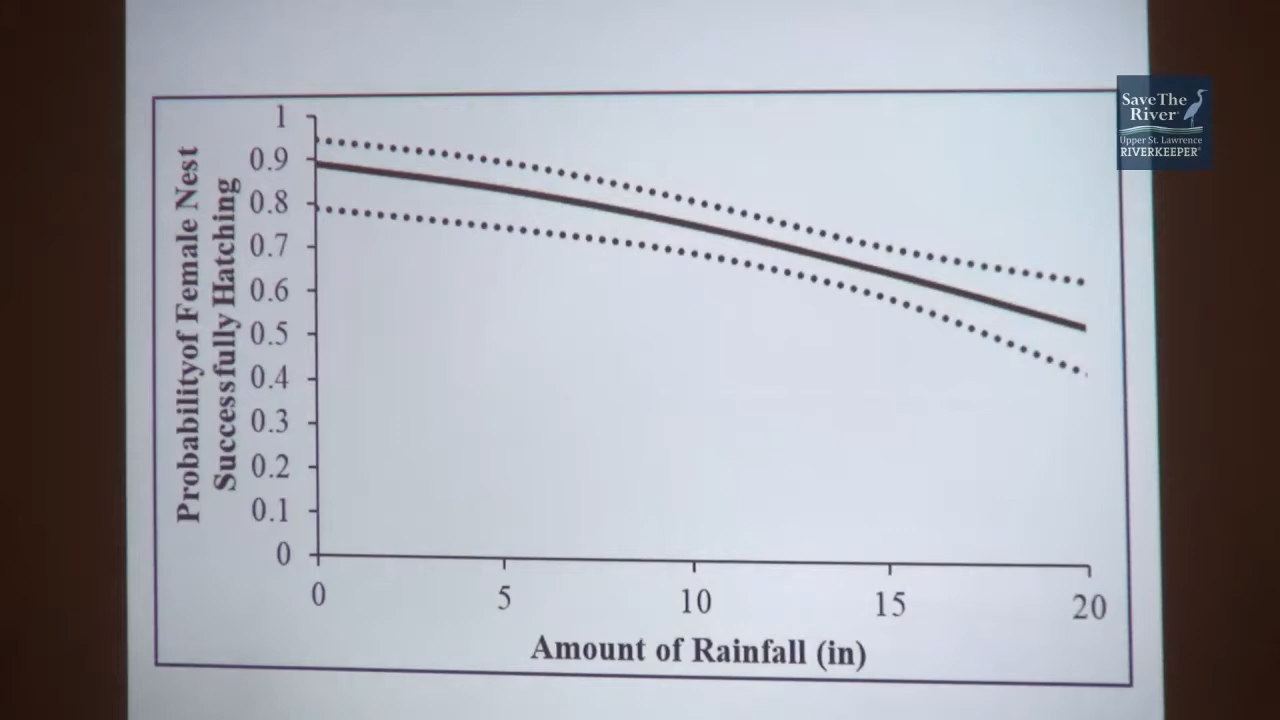 Save The
River
Upper St. Lawrence
RIVERKEEPER®
Probabilityof Female Nest
Successfully Hatching
1
0.9
0.8
0.7
0.6
0.5
0.4
0.3
0.2
0.1
0
0 5 10 15 20
Amount of Rainfall (in)